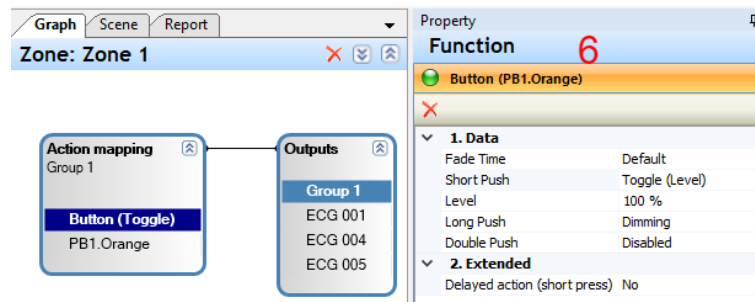 Graph Scene Report
Zone: Zone 1
Action mapping
Group 1
Button (Toggle)
PB1.Orange
Outputs
Group 1
ECG 001
ECG 004
ECG 005
Property
Function 6
Button (PB1.Orange)
1. Data
Fade Time Default
Short Push Toggle (Level)
Level 100 %
Long Push Dimming
Double Push Disabled
2. Extended
Delayed action (short press) No